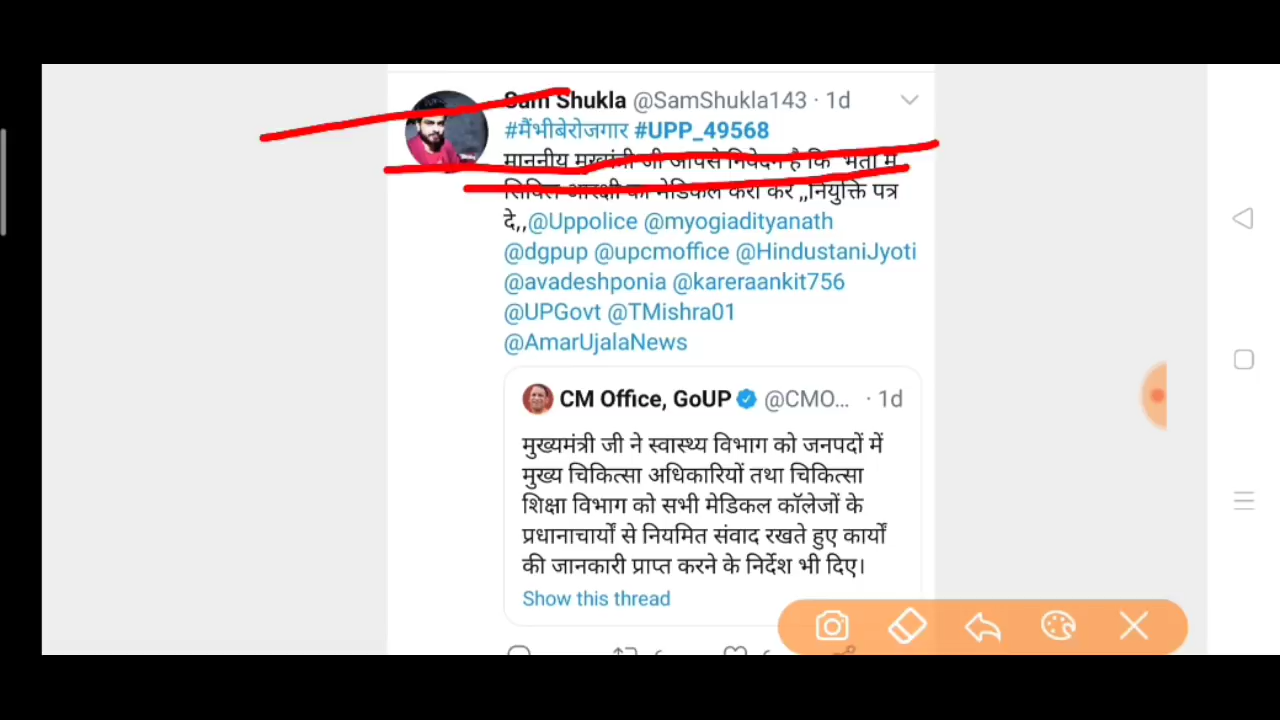 Sam Shukla @SamShukla143 · 1d
#मैंभीबेरोजगार #UPP_49568
माननीय मुख्यमंत्री जी आपसे निवेदन है कि भर्ती में
सिविल आरक्षी का मेडिकल करा कर ,,नियुक्ति पत्र
दे,,@Uppolice @myogiadityanath
@dgpup @upcmoffice @HindustaniJyoti
@avadeshponia @kareraankit756
@UPGovt @TMishra01
@AmarUjalaNews
CM Office, GoUP @CMO... · 1d
मुख्यमंत्री जी ने स्वास्थ्य विभाग को जनपदों में
मुख्य चिकित्सा अधिकारियों तथा चिकित्सा
शिक्षा विभाग को सभी मेडिकल कॉलेजों के
प्रधानाचार्यों से नियमित संवाद रखते हुए कार्यों
की जानकारी प्राप्त करने के निर्देश भी दिए।
Show this thread